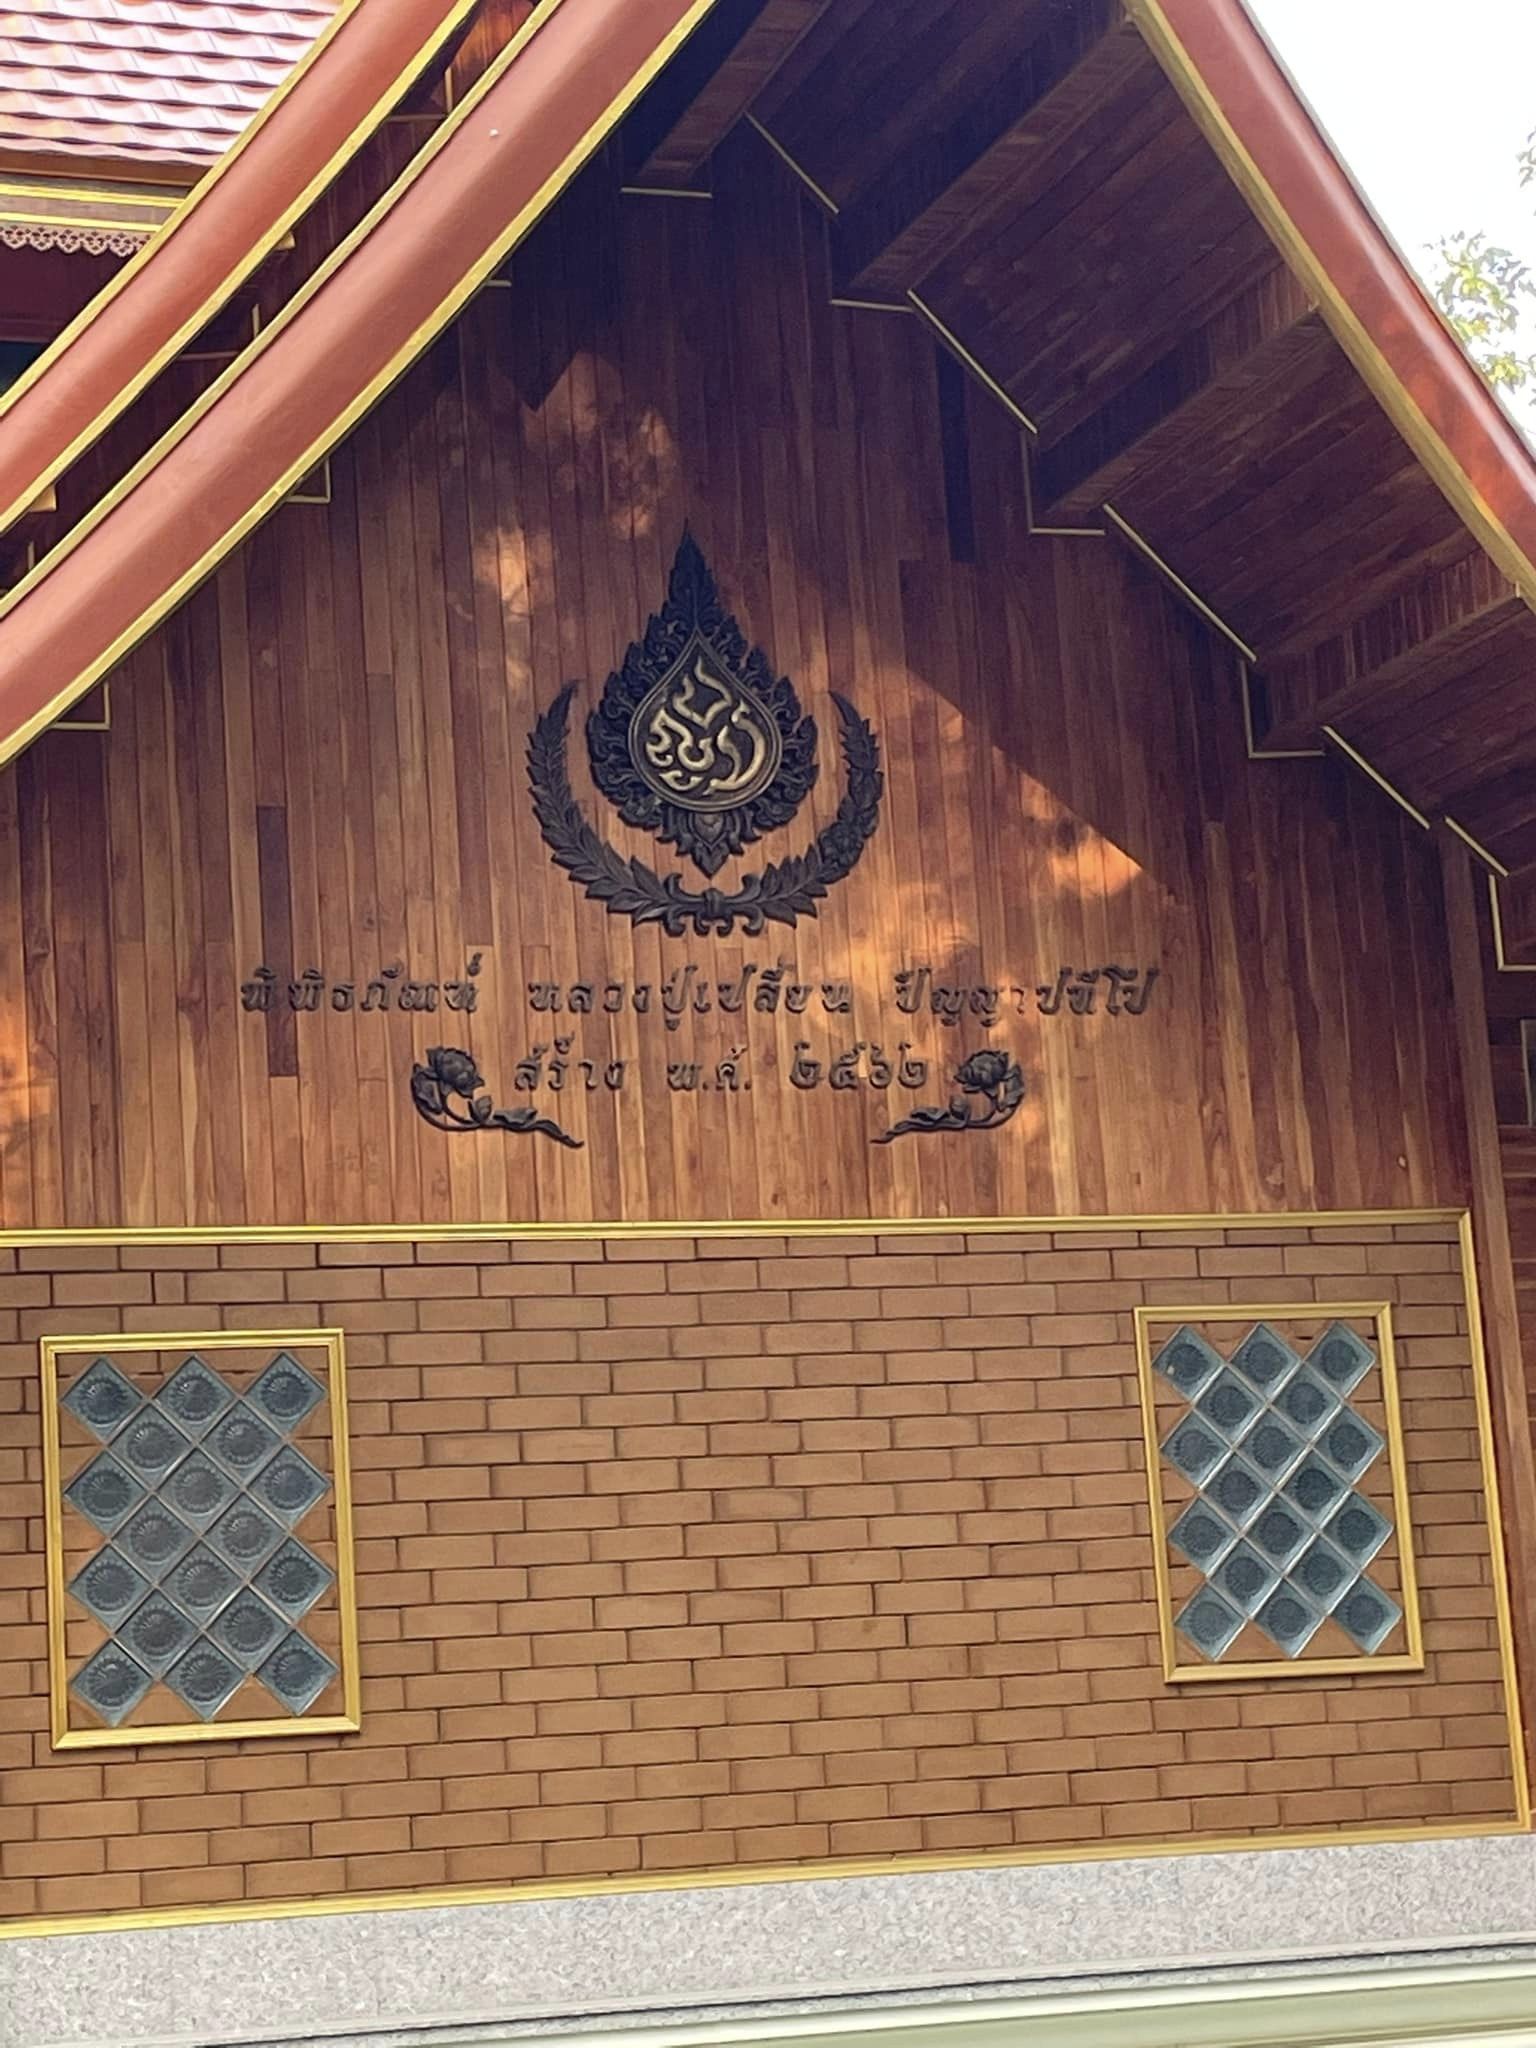 พิพิธภัณฑ์ หลวงปู่เปลี่ยน ปัญญาปทีโป
สร้าง พ.ศ. ๒๕๖๒